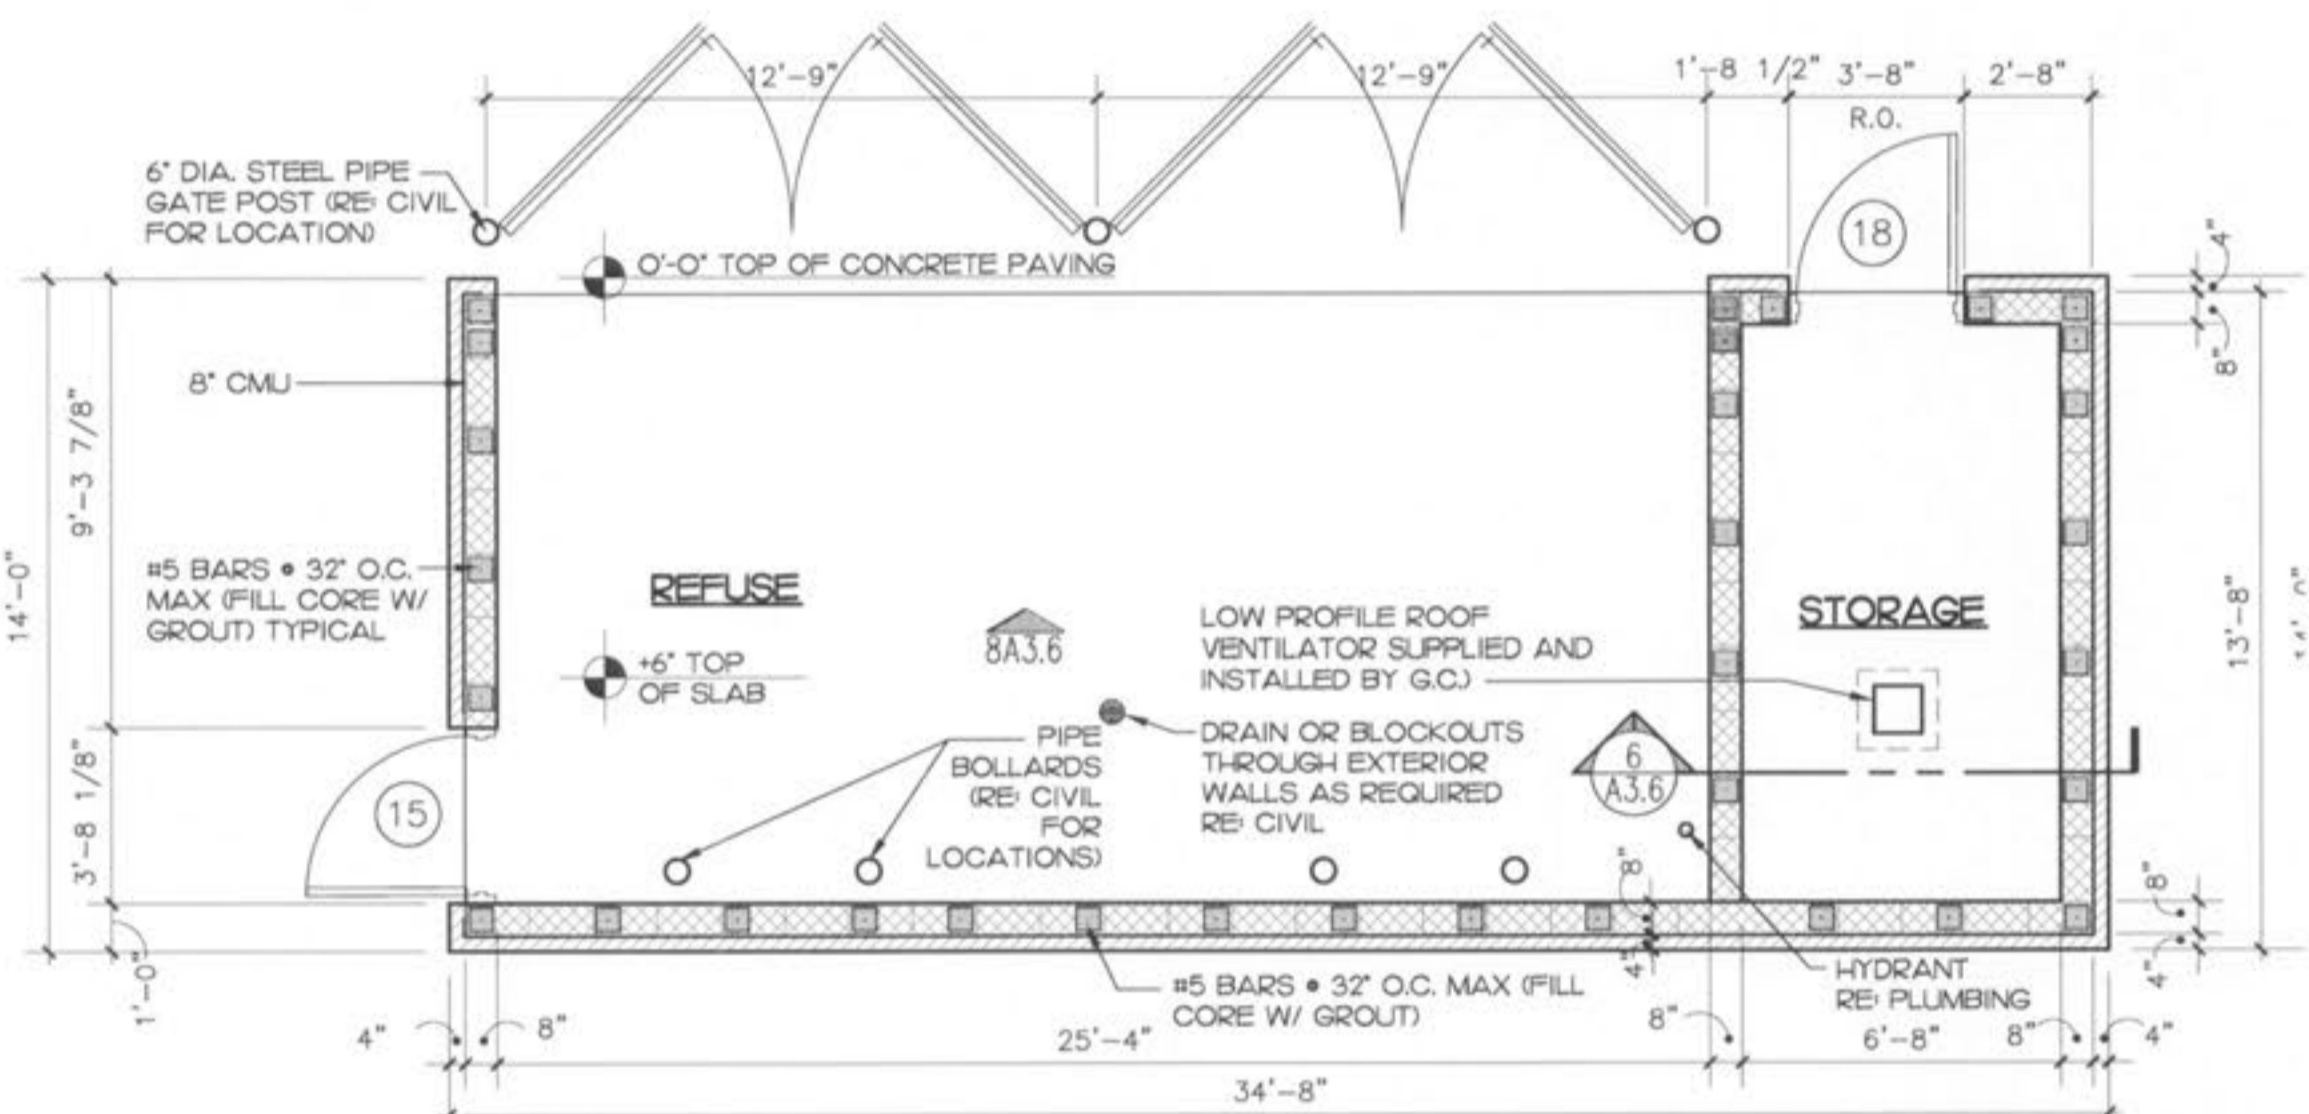 12'-9"
12'-9"
1'-8 1/2"
3'-8"
R.O.
2'-8"
6" DIA. STEEL PIPE
GATE POST (RE: CIVIL
FOR LOCATION)
18
4"
0'-0" TOP OF CONCRETE PAVING
8" CMU
8"
9'-3 7/8"
14'-0"
#5 BARS @ 32" O.C.
MAX (FILL CORE W/
GROUT) TYPICAL
REFUSE
8A3.6
+6" TOP
OF SLAB
LOW PROFILE ROOF
VENTILATOR SUPPLIED AND
INSTALLED BY G.C.)
STORAGE
13'-8"
PIPE
BOLLARDS
(RE: CIVIL
FOR
LOCATIONS)
DRAIN OR BLOCKOUTS
THROUGH EXTERIOR
WALLS AS REQUIRED
RE: CIVIL
6
A3.6
3'-8 1/8"
15
8"
8"
4"
4"
1'-0"
#5 BARS @ 32" O.C. MAX (FILL
CORE W/ GROUT)
HYDRANT
RE: PLUMBING
4"
8"
25'-4"
8"
6'-8"
8"
4"
34'-8"